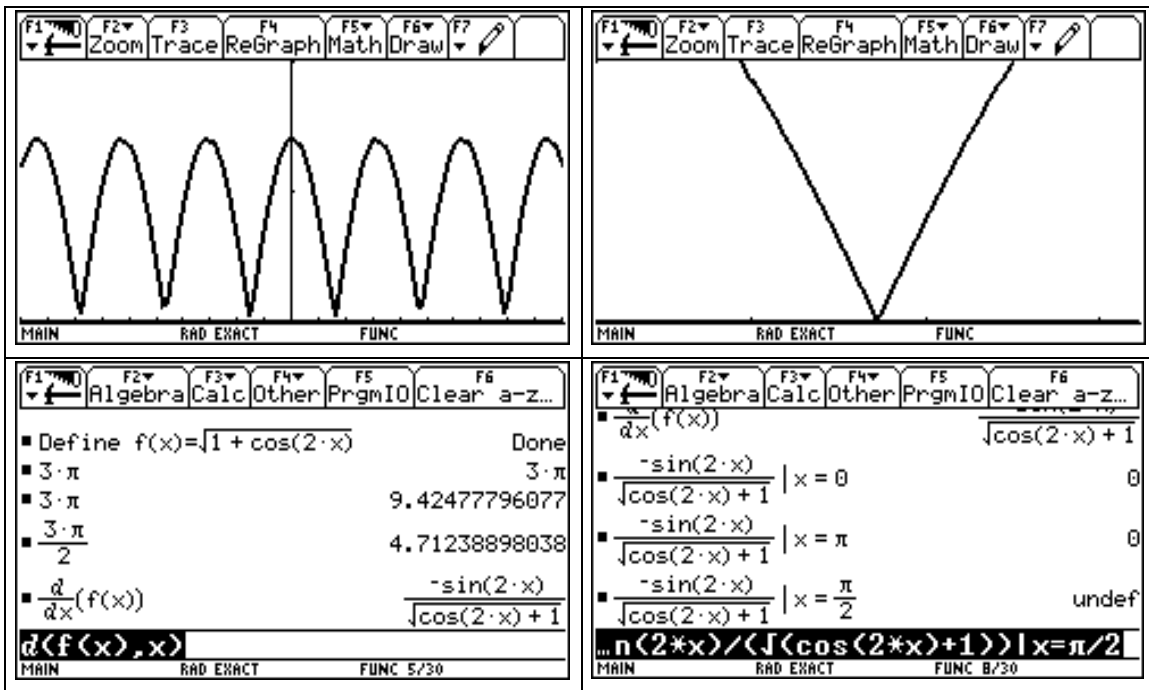 F1 F2 F3 F4 F5 F6 F7
Zoom Trace ReGraph Math Draw
MAIN RAD EXACT FUNC
F1 F2 F3 F4 F5 F6 F7
Zoom Trace ReGraph Math Draw
MAIN RAD EXACT FUNC
F1 F2 F3 F4 F5 F6
Algebra Calc Other PrgmIO Clear a-z…
▪ Define f(x)=√(1 + cos(2·x)) Done
▪ 3·π 3·π
▪ 3·π 9.42477796077
▪ 3·π/2 4.71238898038
▪ d/dx(f(x)) ⁻sin(2·x)/√(cos(2·x) + 1)
d(f(x),x)
MAIN RAD EXACT FUNC 5/30
F1 F2 F3 F4 F5 F6
Algebra Calc Other PrgmIO Clear a-z…
▪ d/dx(f(x)) √(cos(2·x) + 1)
▪ ⁻sin(2·x)/√(cos(2·x) + 1) | x = 0 0
▪ ⁻sin(2·x)/√(cos(2·x) + 1) | x = π 0
▪ ⁻sin(2·x)/√(cos(2·x) + 1) | x = π/2 undef
…n(2*x)/(√(cos(2*x)+1))|x=π/2
MAIN RAD EXACT FUNC 8/30